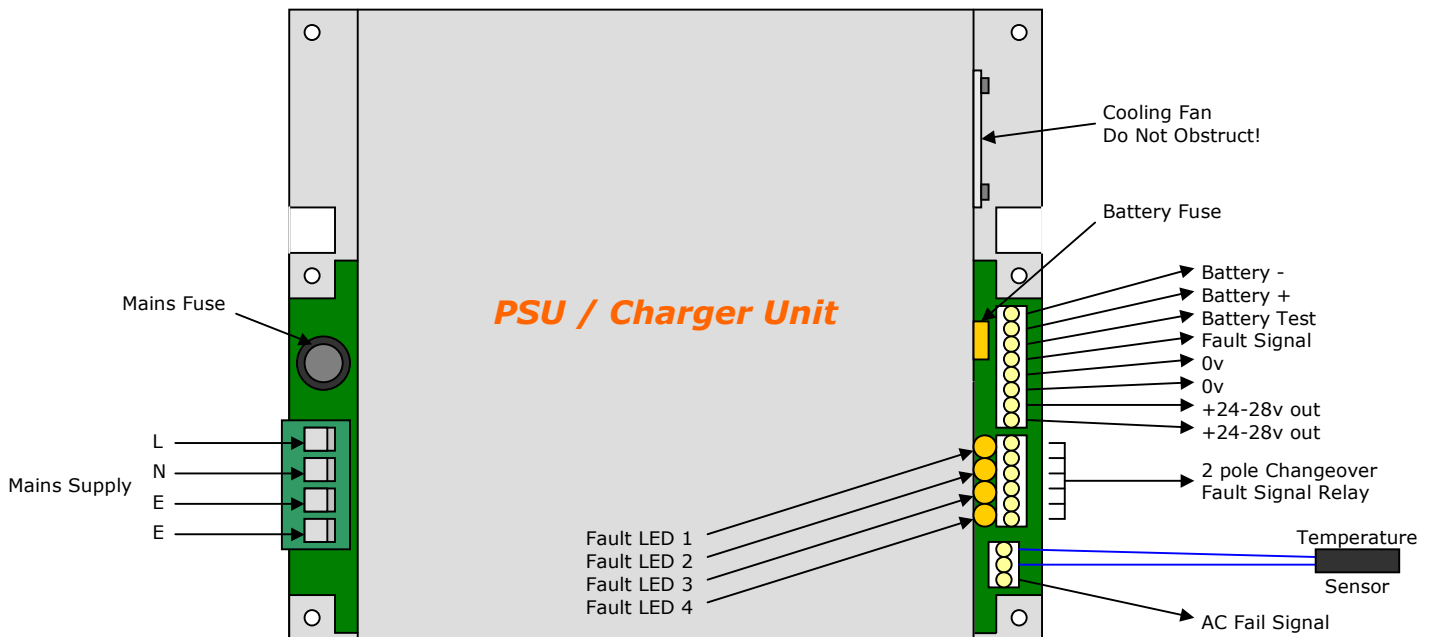 Cooling Fan
Do Not Obstruct!
Battery Fuse
Battery -
Battery +
Battery Test
Fault Signal
0v
0v
+24-28v out
+24-28v out
Mains Fuse
PSU / Charger Unit
L
N
Mains Supply
E
E
2 pole Changeover
Fault Signal Relay
Fault LED 1
Fault LED 2
Fault LED 3
Fault LED 4
Temperature
Sensor
AC Fail Signal